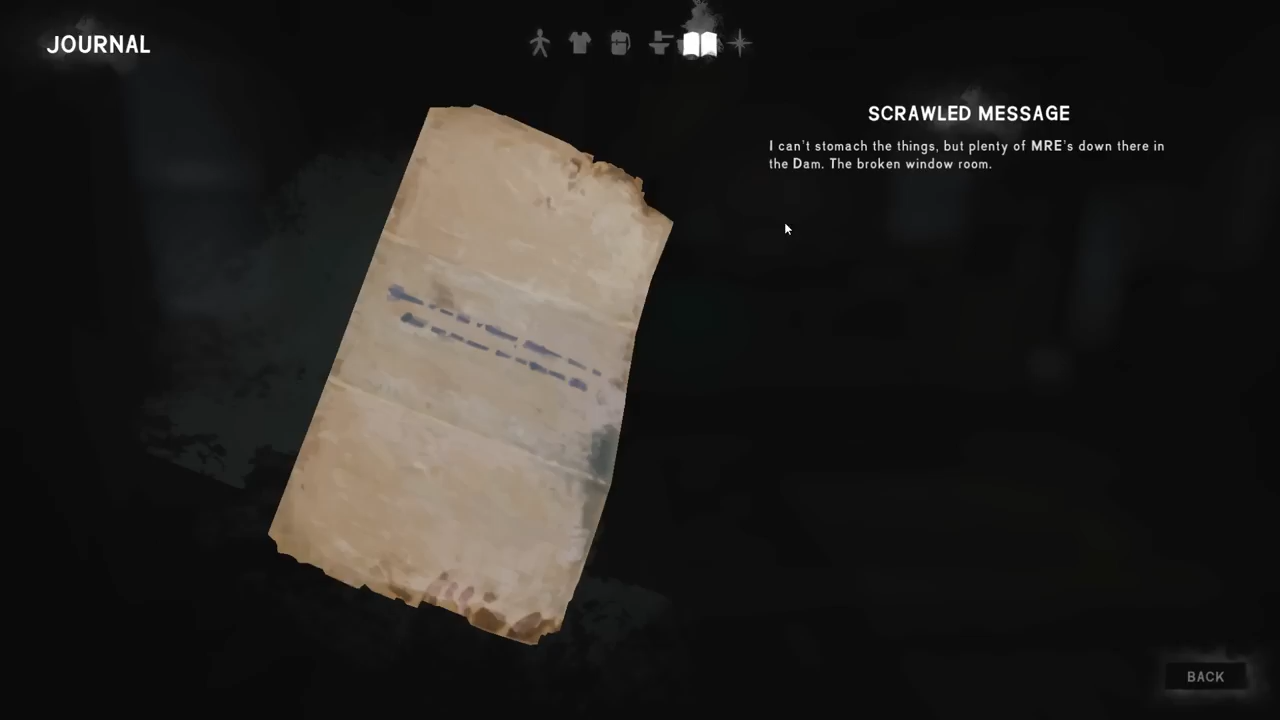 JOURNAL
SCRAWLED MESSAGE
I can't stomach the things, but plenty of MRE's down there in
the Dam. The broken window room.
BACK